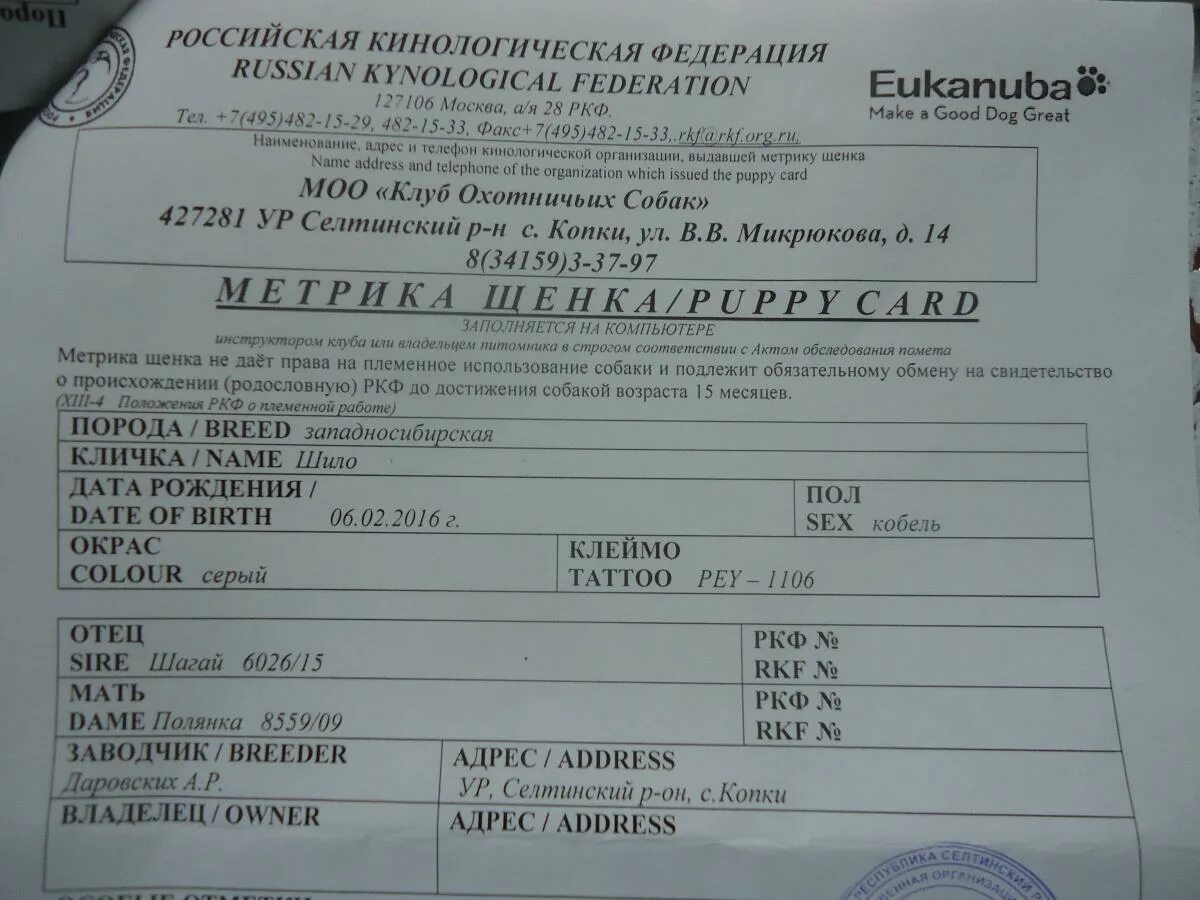 РОССИЙСКАЯ КИНОЛОГИЧЕСКАЯ ФЕДЕРАЦИЯ
RUSSIAN KYNOLOGICAL FEDERATION
127106 Москва, а/я 28 РКФ.
Тел. +7(495)482-15-29, 482-15-33, Факс+7(495)482-15-33,.rkf@rkf.org.ru,
Eukanuba
Make a Good Dog Great
Наименование, адрес и телефон кинологической организации, выдавшей метрику щенка
Name address and telephone of the organization which issued the puppy card
МОО «Клуб Охотничьих Собак»
427281 УР Селтинский р-н с. Копки, ул. В.В. Микрюкова, д. 14
8(34159)3-37-97
МЕТРИКА ЩЕНКА/PUPPY CARD
ЗАПОЛНЯЕТСЯ НА КОМПЬЮТЕРЕ
инструктором клуба или владельцем питомника в строгом соответствии с Актом обследования помета
Метрика щенка не даёт права на племенное использование собаки и подлежит обязательному обмену на свидетельство
о происхождении (родословную) РКФ до достижения собакой возраста 15 месяцев.
(XIII-4 Положения РКФ о племенной работе)
ПОРОДА / BREED западносибирская
КЛИЧКА / NAME Шило
ДАТА РОЖДЕНИЯ /
DATE OF BIRTH 06.02.2016 г.
ПОЛ
SEX кобель
ОКРАС
COLOUR серый
КЛЕЙМО
TATTOO PEY – 1106
ОТЕЦ
SIRE Шагай 6026/15
РКФ №
RKF №
МАТЬ
DAME Полянка 8559/09
РКФ №
RKF №
ЗАВОДЧИК / BREEDER
Даровских А.Р.
АДРЕС / ADDRESS
УР, Селтинский р-он, с.Копки
ВЛАДЕЛЕЦ / OWNER
АДРЕС / ADDRESS
РЕСПУБЛИКА СЕЛТИНСКИЙ
ОСОБЫЕ ОТМЕТКИ